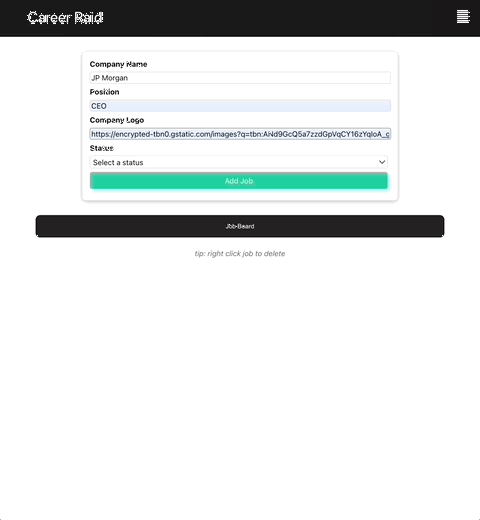 Career Raid
Company Name
JP Morgan
Position
CEO
Company Logo
https://encrypted-tbn0.gstatic.com/images?q=tbn:ANd9GcQ5a7zzdGpVqCY16zYqIoA_g
Status
Select a status
Add Job
Job Board
tip: right click job to delete